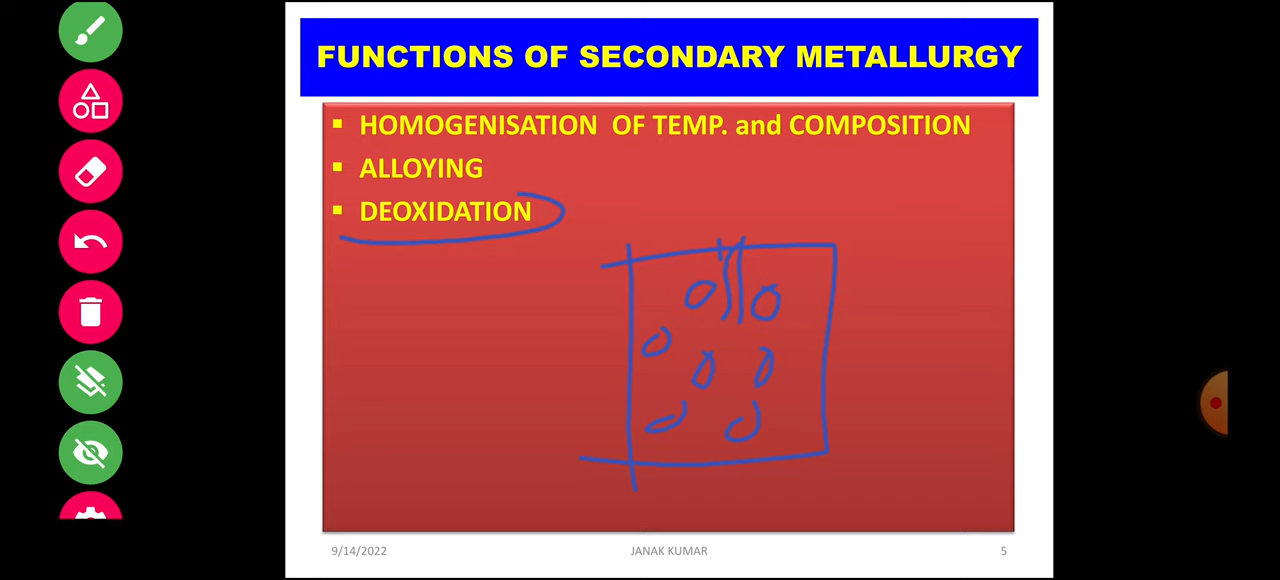 FUNCTIONS OF SECONDARY METALLURGY
▪ HOMOGENISATION OF TEMP. and COMPOSITION
▪ ALLOYING
▪ DEOXIDATION
9/14/2022 JANAK KUMAR 5